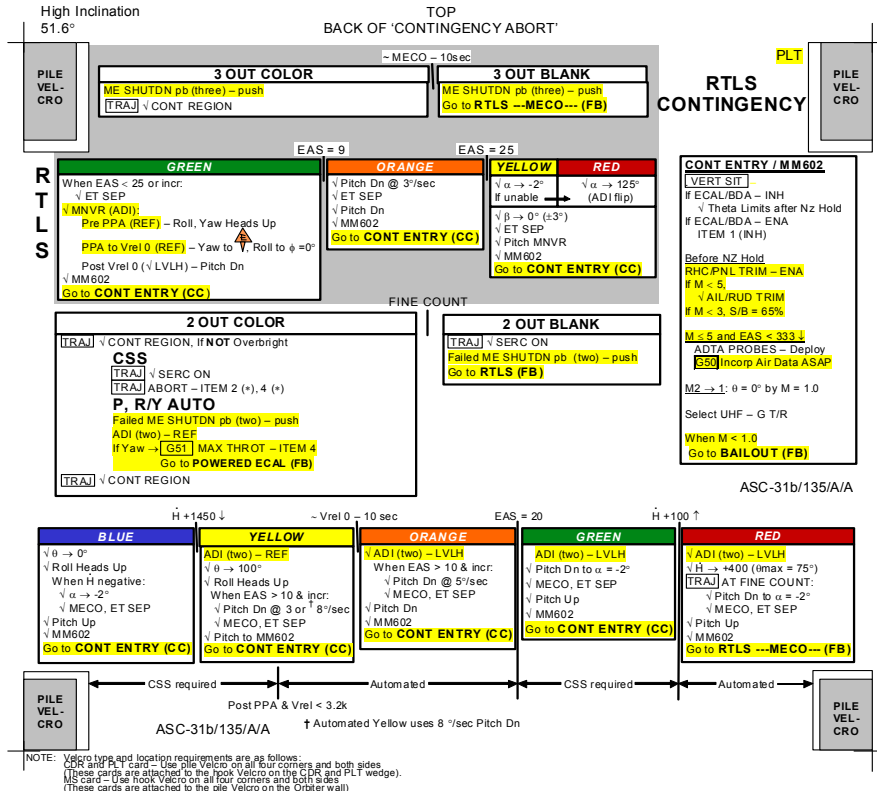 High Inclination
51.6°
TOP
BACK OF ‘CONTINGENCY ABORT’
PLT
PILE
VEL-
CRO
~ MECO – 10sec
3 OUT COLOR
ME SHUTDN pb (three) – push
TRAJ √ CONT REGION
3 OUT BLANK
ME SHUTDN pb (three) – push
Go to RTLS ---MECO--- (FB)
RTLS
CONTINGENCY
PILE
VEL-
CRO
RTLS
EAS = 9
EAS = 25
GREEN
When EAS < 25 or incr:
√ ET SEP
√ MNVR (ADI):
Pre PPA (REF) – Roll, Yaw Heads Up
PPA to Vrel 0 (REF) – Yaw to , Roll to ϕ =0°
Post Vrel 0 (√ LVLH) – Pitch Dn
√ MM602
Go to CONT ENTRY (CC)
ORANGE
√ Pitch Dn @ 3°/sec
√ ET SEP
√ Pitch Dn
√ MM602
Go to CONT ENTRY (CC)
YELLOW
√ α → -2°
If unable →
RED
√ α → 125°
(ADI flip)
√ β → 0° (±3°)
√ ET SEP
√ Pitch MNVR
√ MM602
Go to CONT ENTRY (CC)
CONT ENTRY / MM602
VERT SIT
If ECAL/BDA – INH
√ Theta Limits after Nz Hold
If ECAL/BDA – ENA
ITEM 1 (INH)
Before NZ Hold
RHC/PNL TRIM – ENA
If M < 5,
√ AIL/RUD TRIM
If M < 3, S/B = 65%
M ≤ 5 and EAS < 333 ↓
ADTA PROBES – Deploy
G50 Incorp Air Data ASAP
M2 → 1: θ = 0° by M = 1.0
Select UHF – G T/R
When M < 1.0
Go to BAILOUT (FB)
FINE COUNT
2 OUT COLOR
TRAJ √ CONT REGION, If NOT Overbright
CSS
TRAJ √ SERC ON
TRAJ ABORT – ITEM 2 (*), 4 (*)
P, R/Y AUTO
Failed ME SHUTDN pb (two) – push
ADI (two) – REF
If Yaw → G51 MAX THROT – ITEM 4
Go to POWERED ECAL (FB)
TRAJ √ CONT REGION
2 OUT BLANK
TRAJ √ SERC ON
Failed ME SHUTDN pb (two) – push
Go to RTLS (FB)
ASC-31b/135/A/A
Ḣ +1450 ↓
~ Vrel 0 – 10 sec
EAS = 20
Ḣ +100 ↑
BLUE
√ θ → 0°
√ Roll Heads Up
When Ḣ negative:
√ α → -2°
√ MECO, ET SEP
√ Pitch Up
√ MM602
Go to CONT ENTRY (CC)
YELLOW
ADI (two) – REF
√ θ → 100°
√ Roll Heads Up
When EAS > 10 & incr:
√ Pitch Dn @ 3 or † 8°/sec
√ MECO, ET SEP
√ Pitch to MM602
Go to CONT ENTRY (CC)
ORANGE
√ ADI (two) – LVLH
When EAS > 10 & incr:
√ Pitch Dn @ 5°/sec
√ MECO, ET SEP
√ Pitch Dn
√ MM602
Go to CONT ENTRY (CC)
GREEN
ADI (two) – LVLH
√ Pitch Dn to α = -2°
√ MECO, ET SEP
√ Pitch Up
√ MM602
Go to CONT ENTRY (CC)
RED
√ ADI (two) – LVLH
√ Ḣ → +400 (θmax = 75°)
TRAJ AT FINE COUNT:
√ Pitch Dn to α = -2°
√ MECO, ET SEP
√ Pitch Up
√ MM602
Go to RTLS ---MECO--- (FB)
CSS required
Automated
CSS required
Automated
PILE
VEL-
CRO
Post PPA & Vrel < 3.2k
ASC-31b/135/A/A
† Automated Yellow uses 8 °/sec Pitch Dn
PILE
VEL-
CRO
NOTE: Velcro type and location requirements are as follows:
CDR and PLT card – Use pile Velcro on all four corners and both sides
(These cards are attached to the hook Velcro on the CDR and PLT wedge).
MS card – Use hook Velcro on all four corners and both sides
(These cards are attached to the pile Velcro on the Orbiter wall)